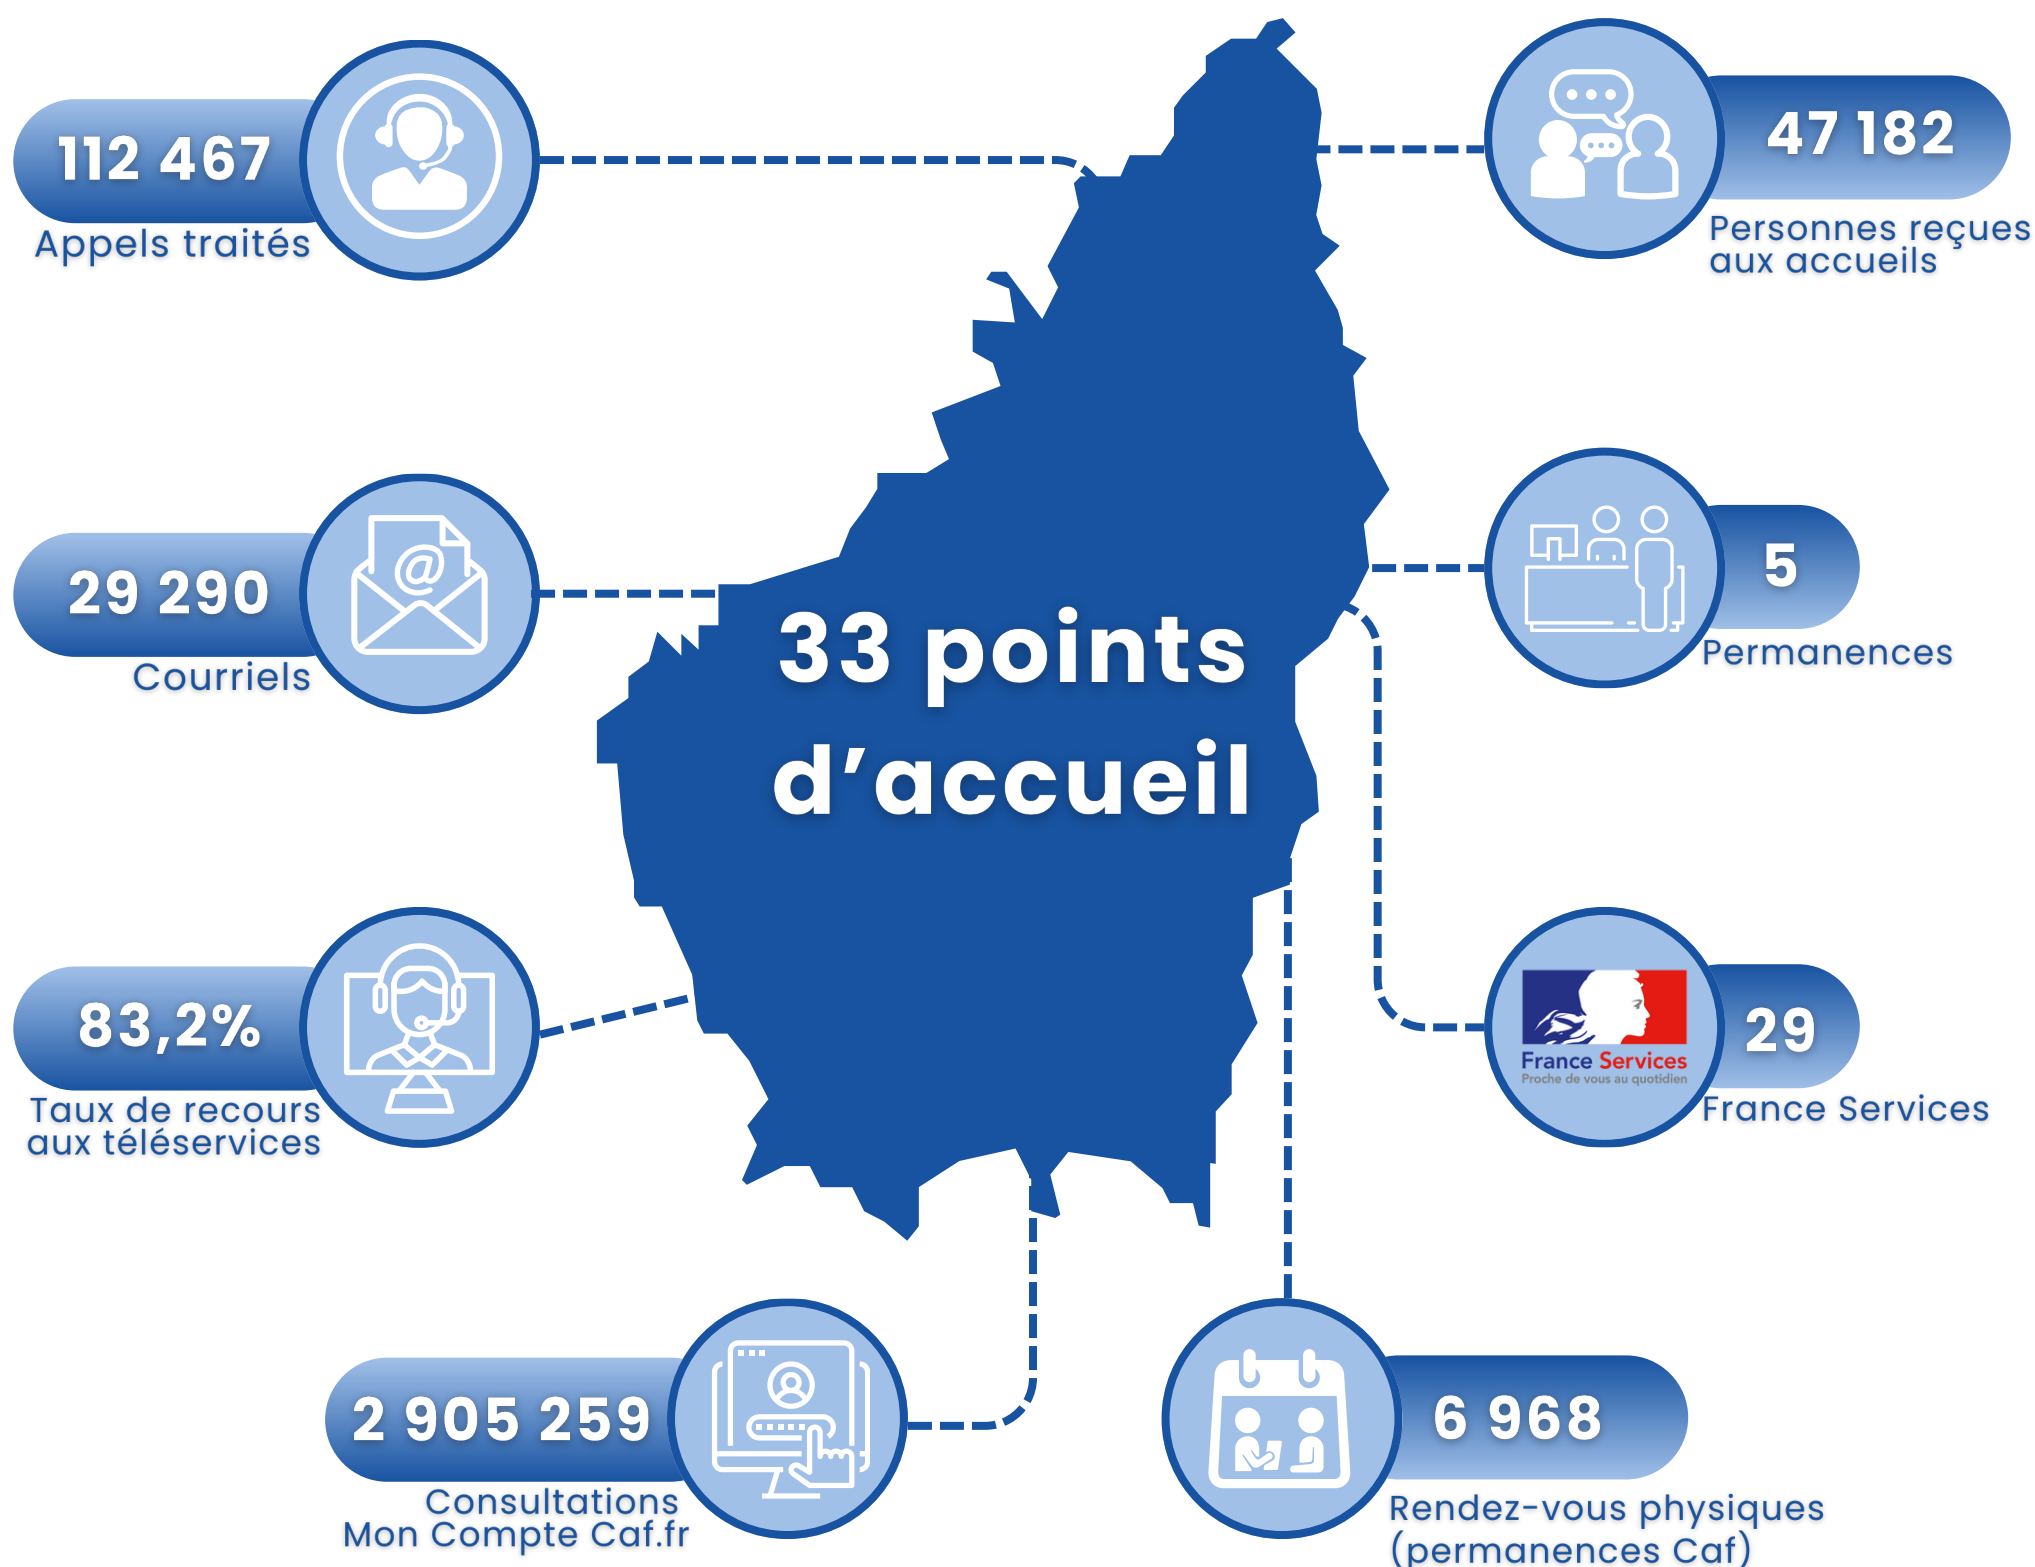 112 467
Appels traités
47 182
Personnes reçues
aux accueils
29 290
Courriels
33 points
d’accueil
5
Permanences
83,2%
Taux de recours
aux téléservices
France Services
Proche de vous au quotidien
29
France Services
2 905 259
Consultations
Mon Compte Caf.fr
6 968
Rendez-vous physiques
(permanences Caf)